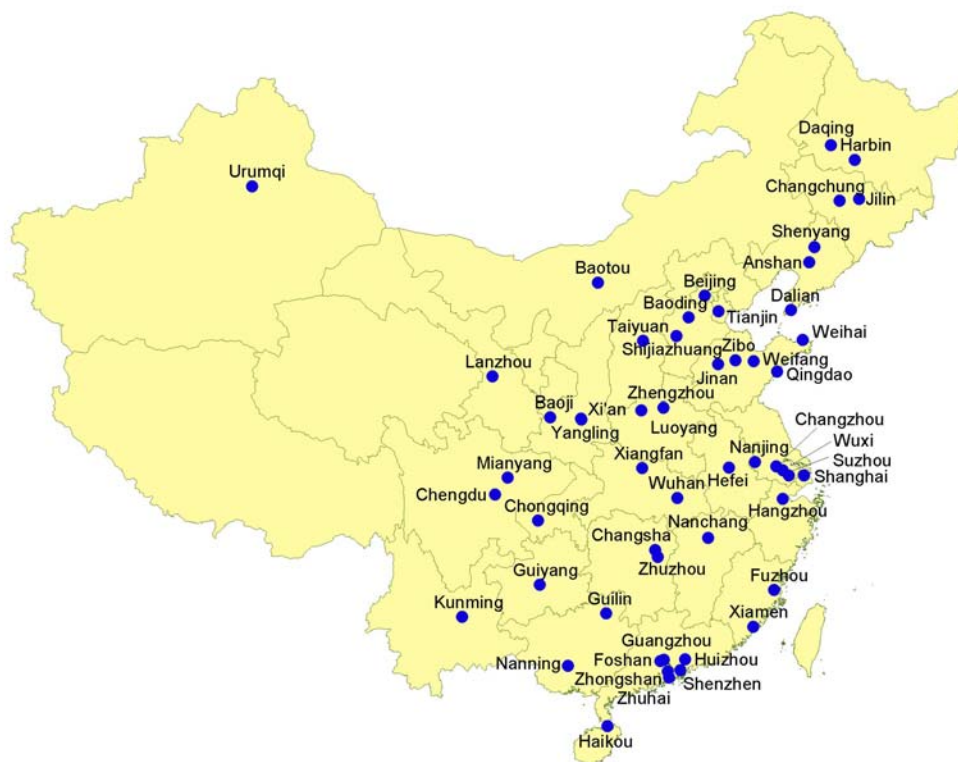 Daqing
Harbin
Urumqi
Changchung
Jilin
Shenyang
Anshan
Baotou
Beijing
Dalian
Baoding
Tianjin
Taiyuan
Weihai
Shijiazhuang
Zibo
Weifang
Lanzhou
Jinan
Qingdao
Zhengzhou
Baoji
Xi'an
Changzhou
Yangling
Luoyang
Wuxi
Nanjing
Suzhou
Xiangfan
Mianyang
Hefei
Shanghai
Chengdu
Wuhan
Chongqing
Hangzhou
Nanchang
Changsha
Zhuzhou
Guiyang
Fuzhou
Kunming
Guilin
Xiamen
Guangzhou
Nanning
Foshan
Huizhou
Zhongshan
Shenzhen
Zhuhai
Haikou